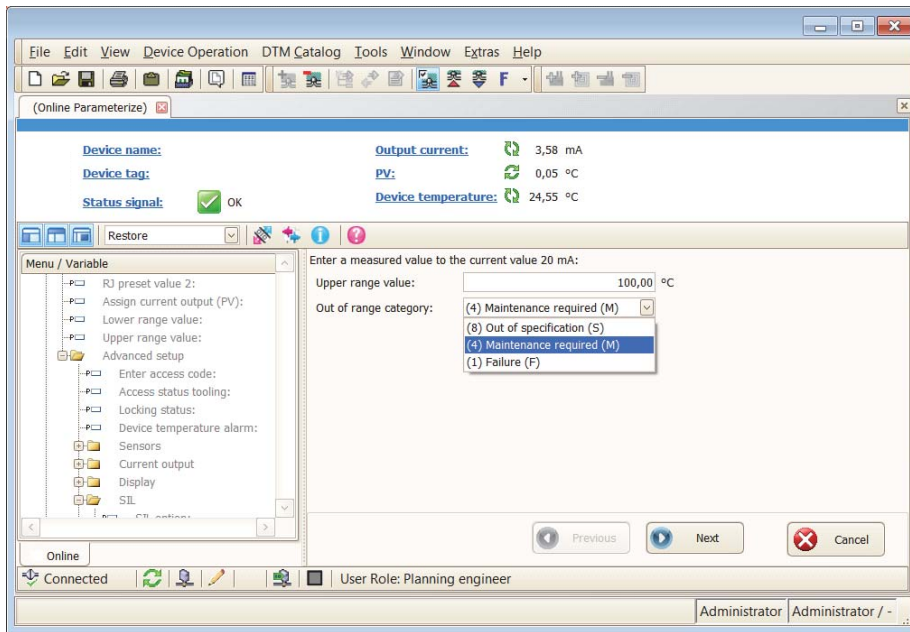 File Edit View Device Operation DTM Catalog Tools Window Extras Help
F
(Online Parameterize)
Device name:
Device tag:
Status signal: OK
Output current: 3,58 mA
PV: 0,05 °C
Device temperature: 24,55 °C
Restore
Menu / Variable
RJ preset value 2:
Assign current output (PV):
Lower range value:
Upper range value:
Advanced setup
Enter access code:
Access status tooling:
Locking status:
Device temperature alarm:
Sensors
Current output
Display
SIL
SIL option:
Online
Enter a measured value to the current value 20 mA:
Upper range value: 100,00 °C
Out of range category: (4) Maintenance required (M)
(8) Out of specification (S)
(4) Maintenance required (M)
(1) Failure (F)
Previous Next Cancel
Connected User Role: Planning engineer
Administrator Administrator / -